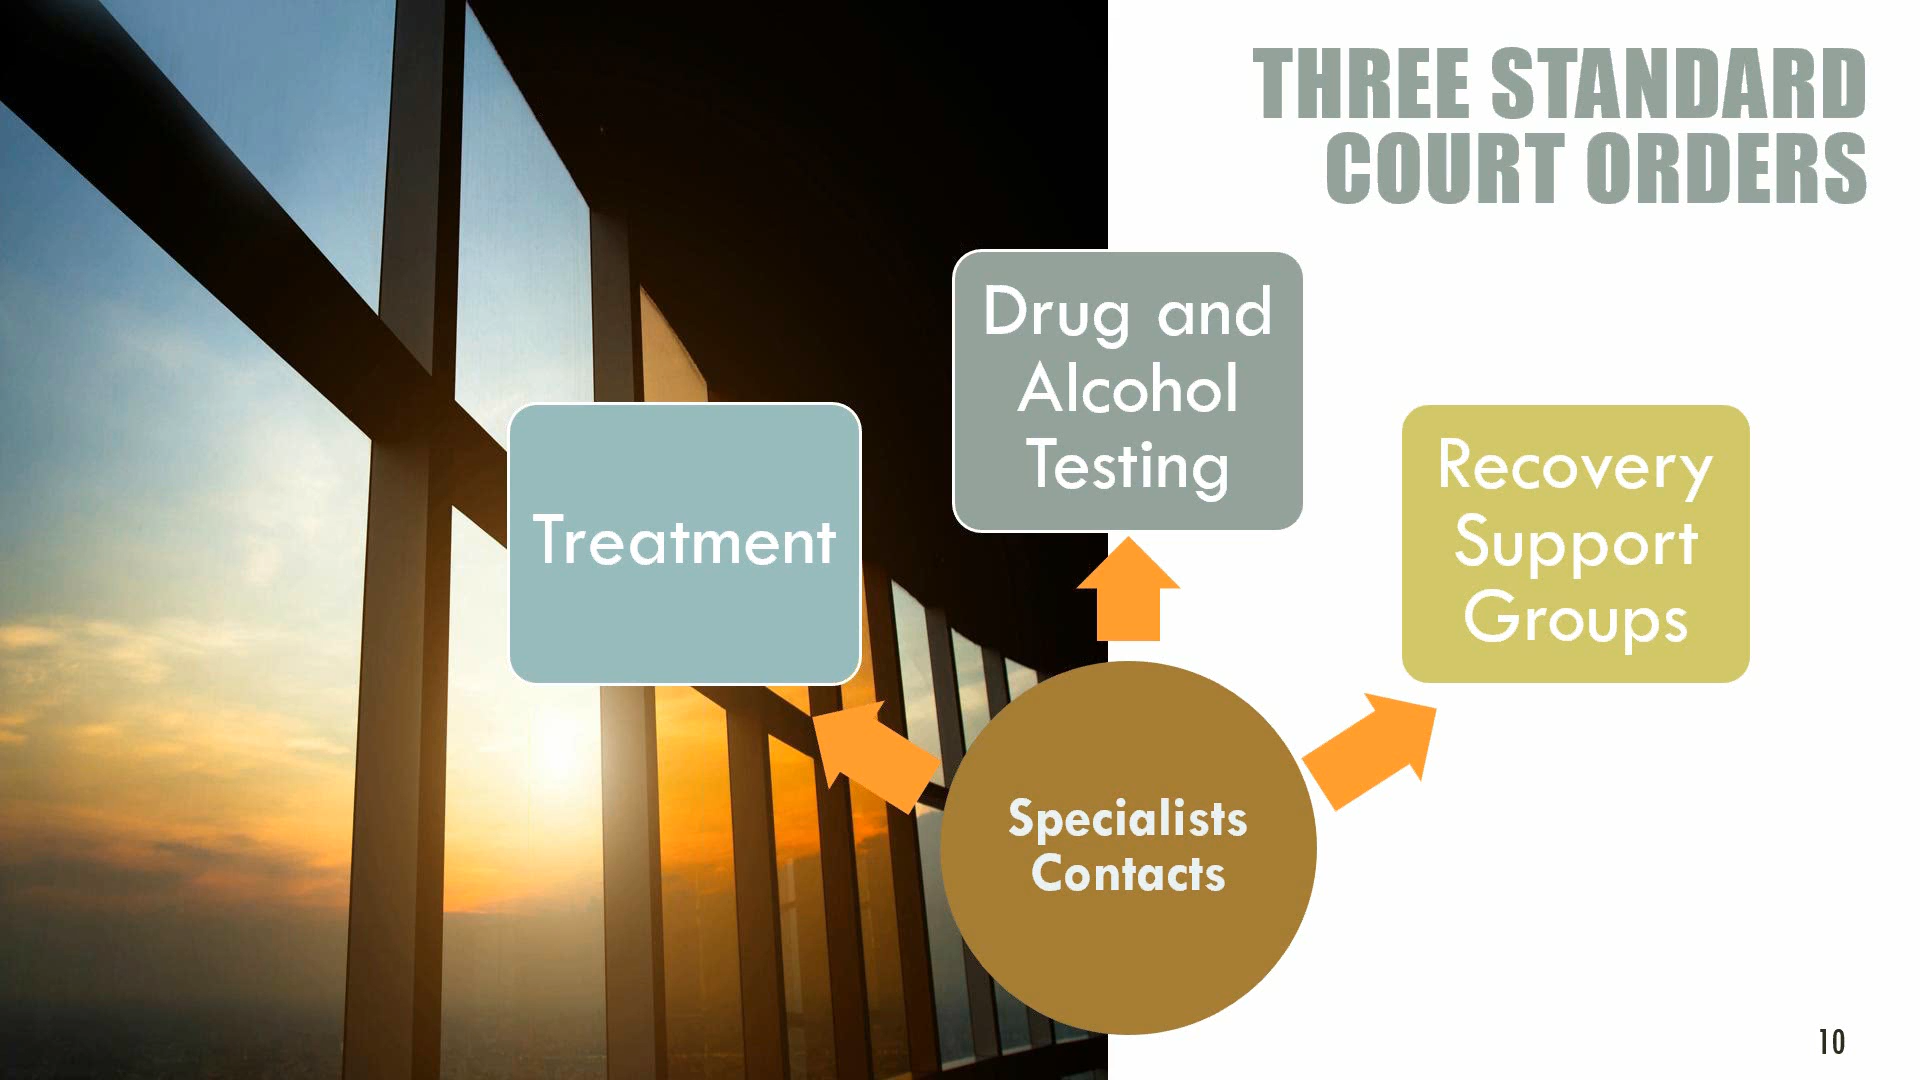 THREE STANDARD
COURT ORDERS
Treatment
Drug and
Alcohol
Testing
Recovery
Support
Groups
Specialists
Contacts
10